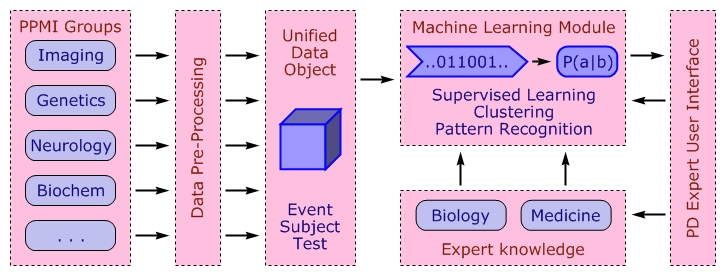 PPMI Groups
Imaging
Genetics
Neurology
Biochem
. . .
Data Pre-Processing
Unified
Data
Object
Event
Subject
Test
Machine Learning Module
..011001..
P(a|b)
Supervised Learning
Clustering
Pattern Recognition
Biology
Medicine
Expert knowledge
PD Expert User Interface